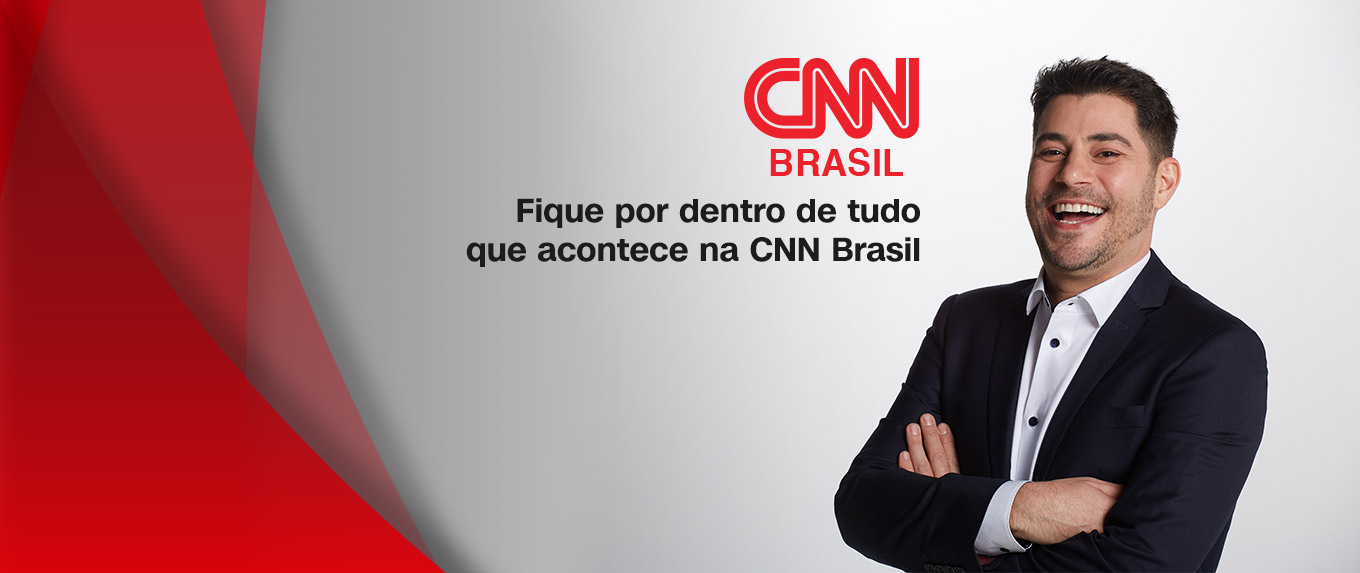 CNN
BRASIL
Fique por dentro de tudo
que acontece na CNN Brasil